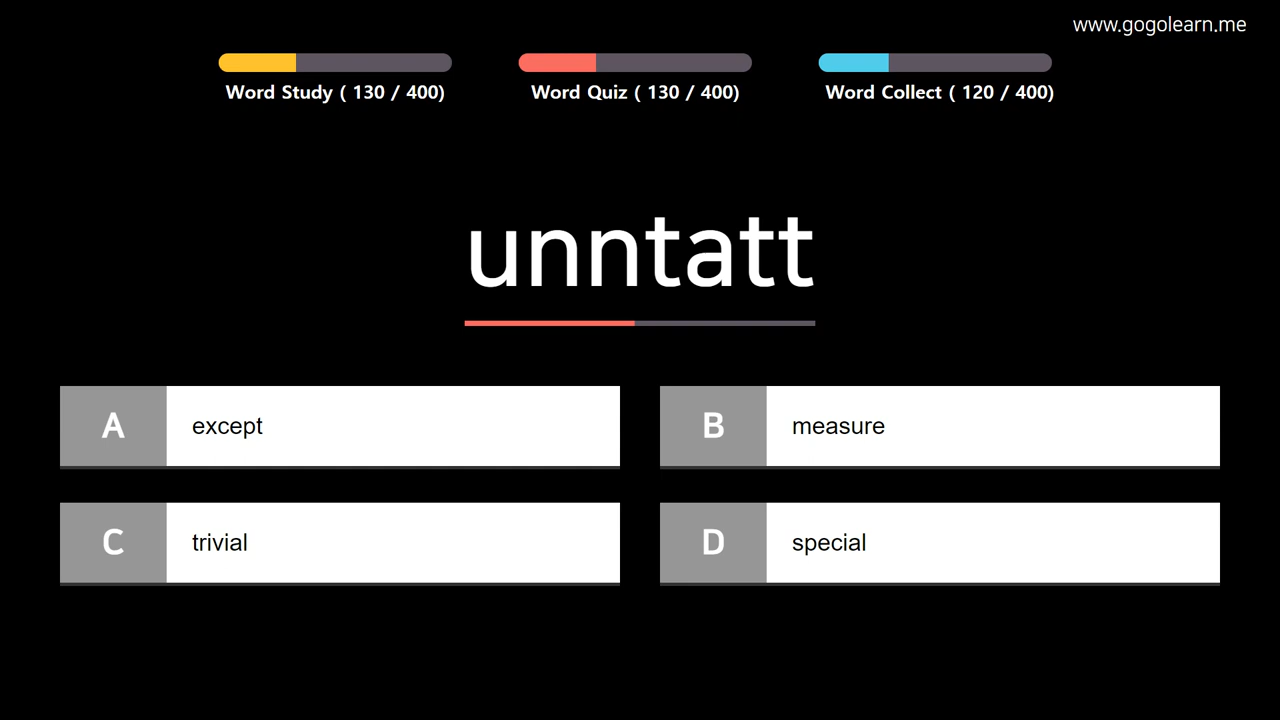 www.gogolearn.me
Word Study ( 130 / 400)
Word Quiz ( 130 / 400)
Word Collect ( 120 / 400)
unntatt
A except
B measure
C trivial
D special